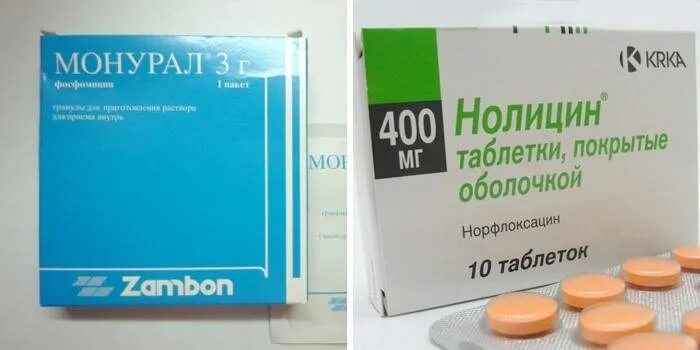 МОНУРАЛ® 3 г
фосфомицин
1 пакет
гранулы для приготовления раствора
для приема внутрь
Zambon
МОНУРАЛ
KRKA
400
МГ
Нолицин®
таблетки, покрытые
оболочкой
Норфлоксацин
10 таблеток